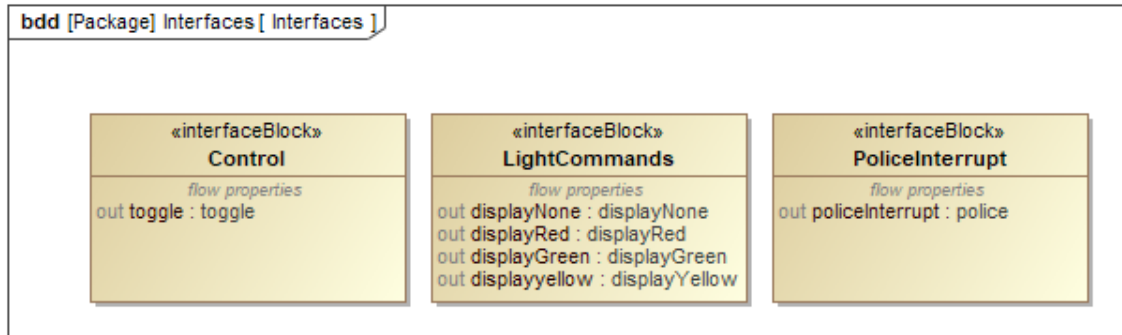 bdd [Package] Interfaces [ Interfaces ]
«interfaceBlock»
Control
flow properties
out toggle : toggle
«interfaceBlock»
LightCommands
flow properties
out displayNone : displayNone
out displayRed : displayRed
out displayGreen : displayGreen
out displayyellow : displayYellow
«interfaceBlock»
PoliceInterrupt
flow properties
out policeInterrupt : police